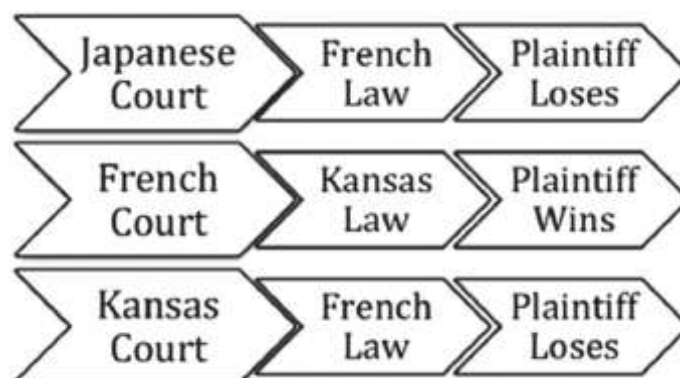 Japanese
Court
French
Law
Plaintiff
Loses
French
Court
Kansas
Law
Plaintiff
Wins
Kansas
Court
French
Law
Plaintiff
Loses